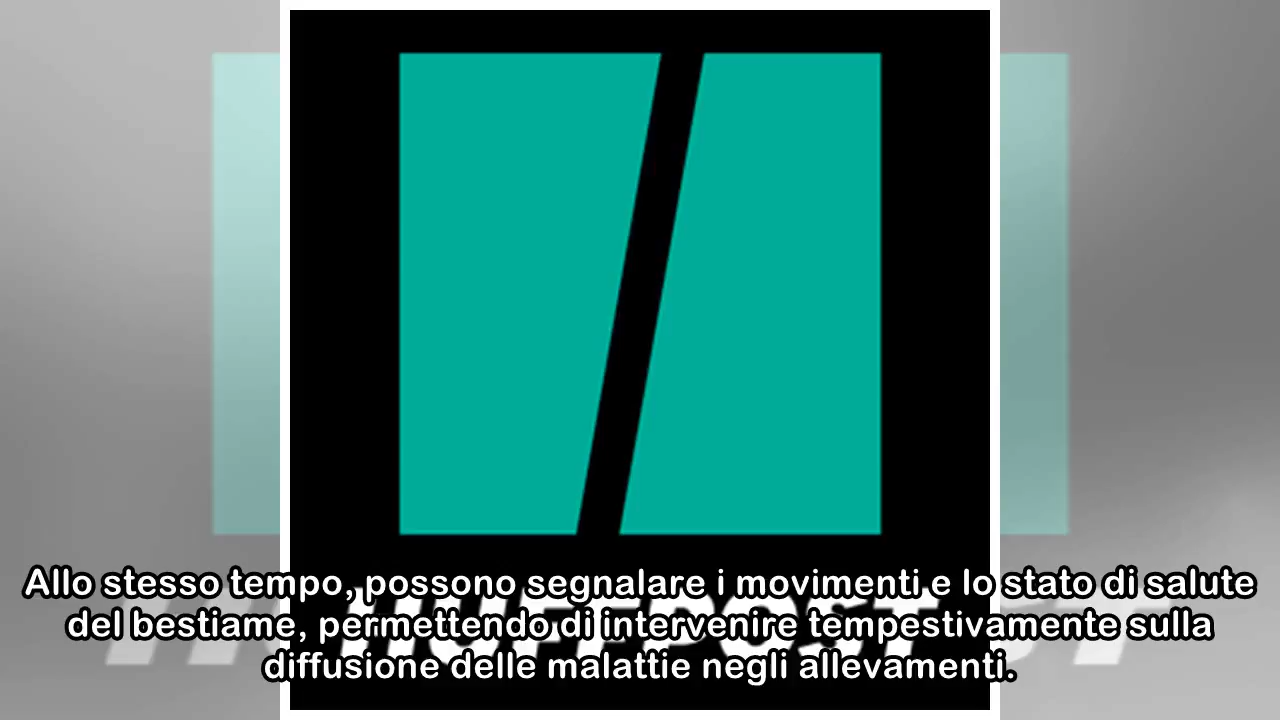 Allo stesso tempo, possono segnalare i movimenti e lo stato di salute
del bestiame, permettendo di intervenire tempestivamente sulla
diffusione delle malattie negli allevamenti.
HUFFPOST